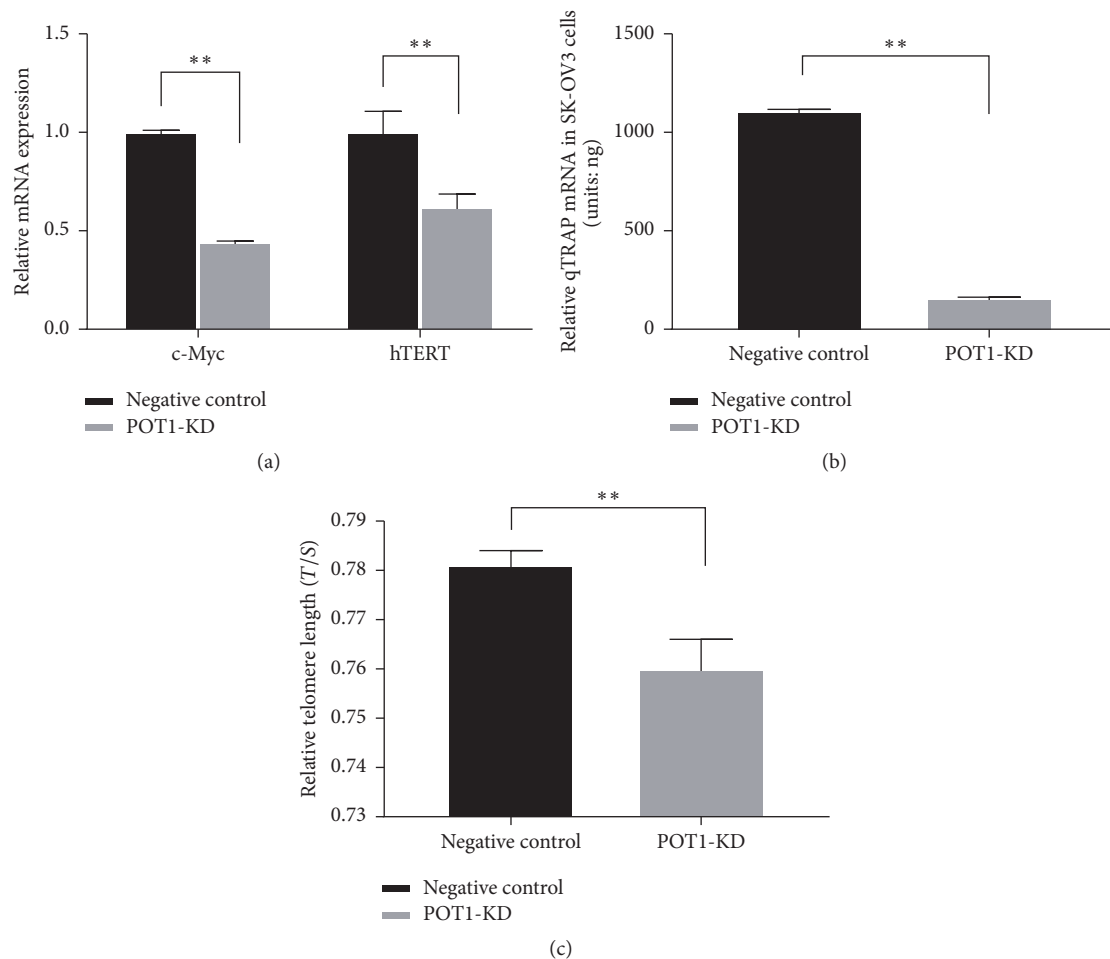 Relative mRNA expression
1.5
1.0
0.5
0.0
**
**
c-Myc hTERT
Negative control
POT1-KD
(a)
Relative qTRAP mRNA in SK-OV3 cells
(units: ng)
1500
1000
500
0
**
Negative control POT1-KD
Negative control
POT1-KD
(b)
Relative telomere length (T/S)
0.79
0.78
0.77
0.76
0.75
0.74
0.73
**
Negative control POT1-KD
Negative control
POT1-KD
(c)